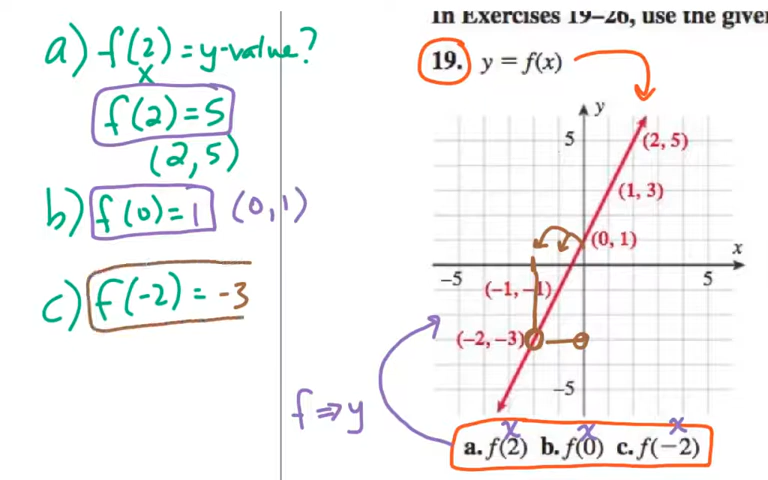 a) f(2) = y-value?
x
f(2) = 5
(2, 5)
b) f(0) = 1 (0, 1)
c) f(-2) = -3
f ⇒ y
In Exercises 19–26, use the give
19. y = f(x)
y
5
(2, 5)
(1, 3)
(0, 1)
x
−5
5
(−1, −1)
(−2, −3)
−5
x x x
a. f(2) b. f(0) c. f(−2)